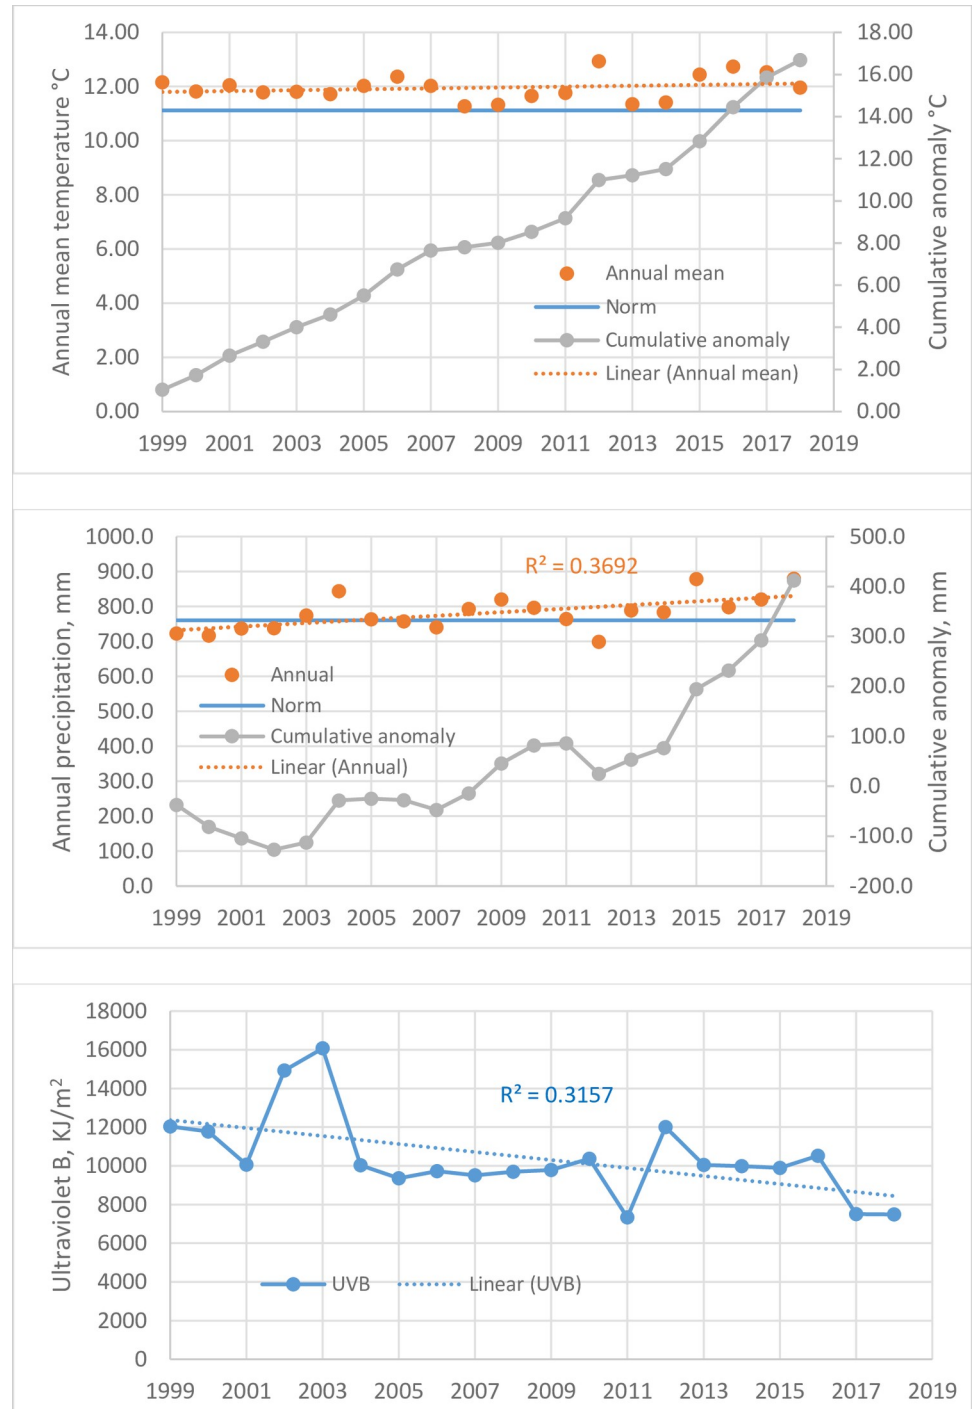 14.00
12.00
10.00
8.00
6.00
4.00
2.00
0.00
Annual mean temperature °C
18.00
16.00
14.00
12.00
10.00
8.00
6.00
4.00
2.00
0.00
Cumulative anomaly °C
Annual mean
Norm
Cumulative anomaly
Linear (Annual mean)
1999 2001 2003 2005 2007 2009 2011 2013 2015 2017 2019
1000.0
900.0
800.0
700.0
600.0
500.0
400.0
300.0
200.0
100.0
0.0
Annual precipitation, mm
500.0
400.0
300.0
200.0
100.0
0.0
-100.0
-200.0
Cumulative anomaly, mm
R² = 0.3692
Annual
Norm
Cumulative anomaly
Linear (Annual)
1999 2001 2003 2005 2007 2009 2011 2013 2015 2017 2019
18000
16000
14000
12000
10000
8000
6000
4000
2000
0
Ultraviolet B, KJ/m²
R² = 0.3157
UVB Linear (UVB)
1999 2001 2003 2005 2007 2009 2011 2013 2015 2017 2019